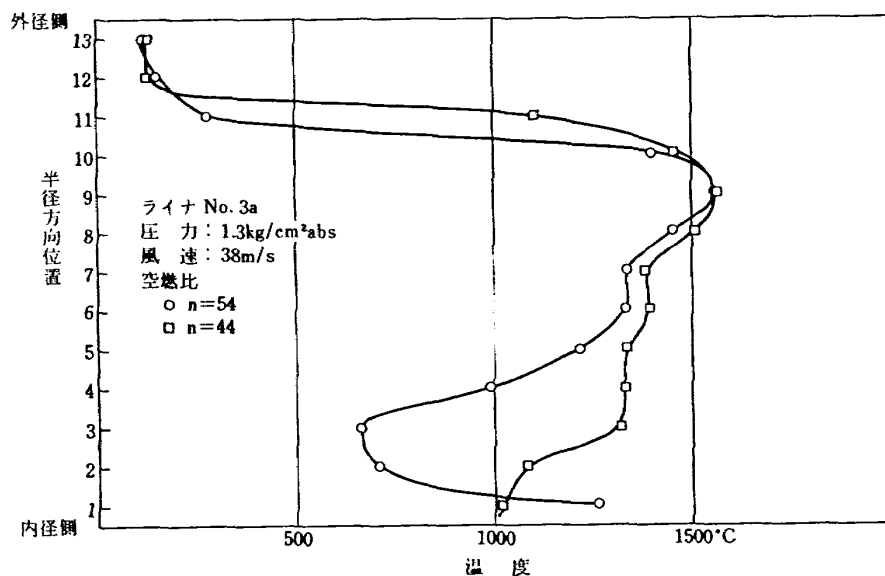 外径側
13
12
11
10
9
8
7
6
5
4
3
2
1
内径側
半径方向位置
ライナ No. 3a
圧 力：1.3kg/cm²abs
風 速：38m/s
空燃比
○ n=54
□ n=44
500 1000 1500°C
温 度